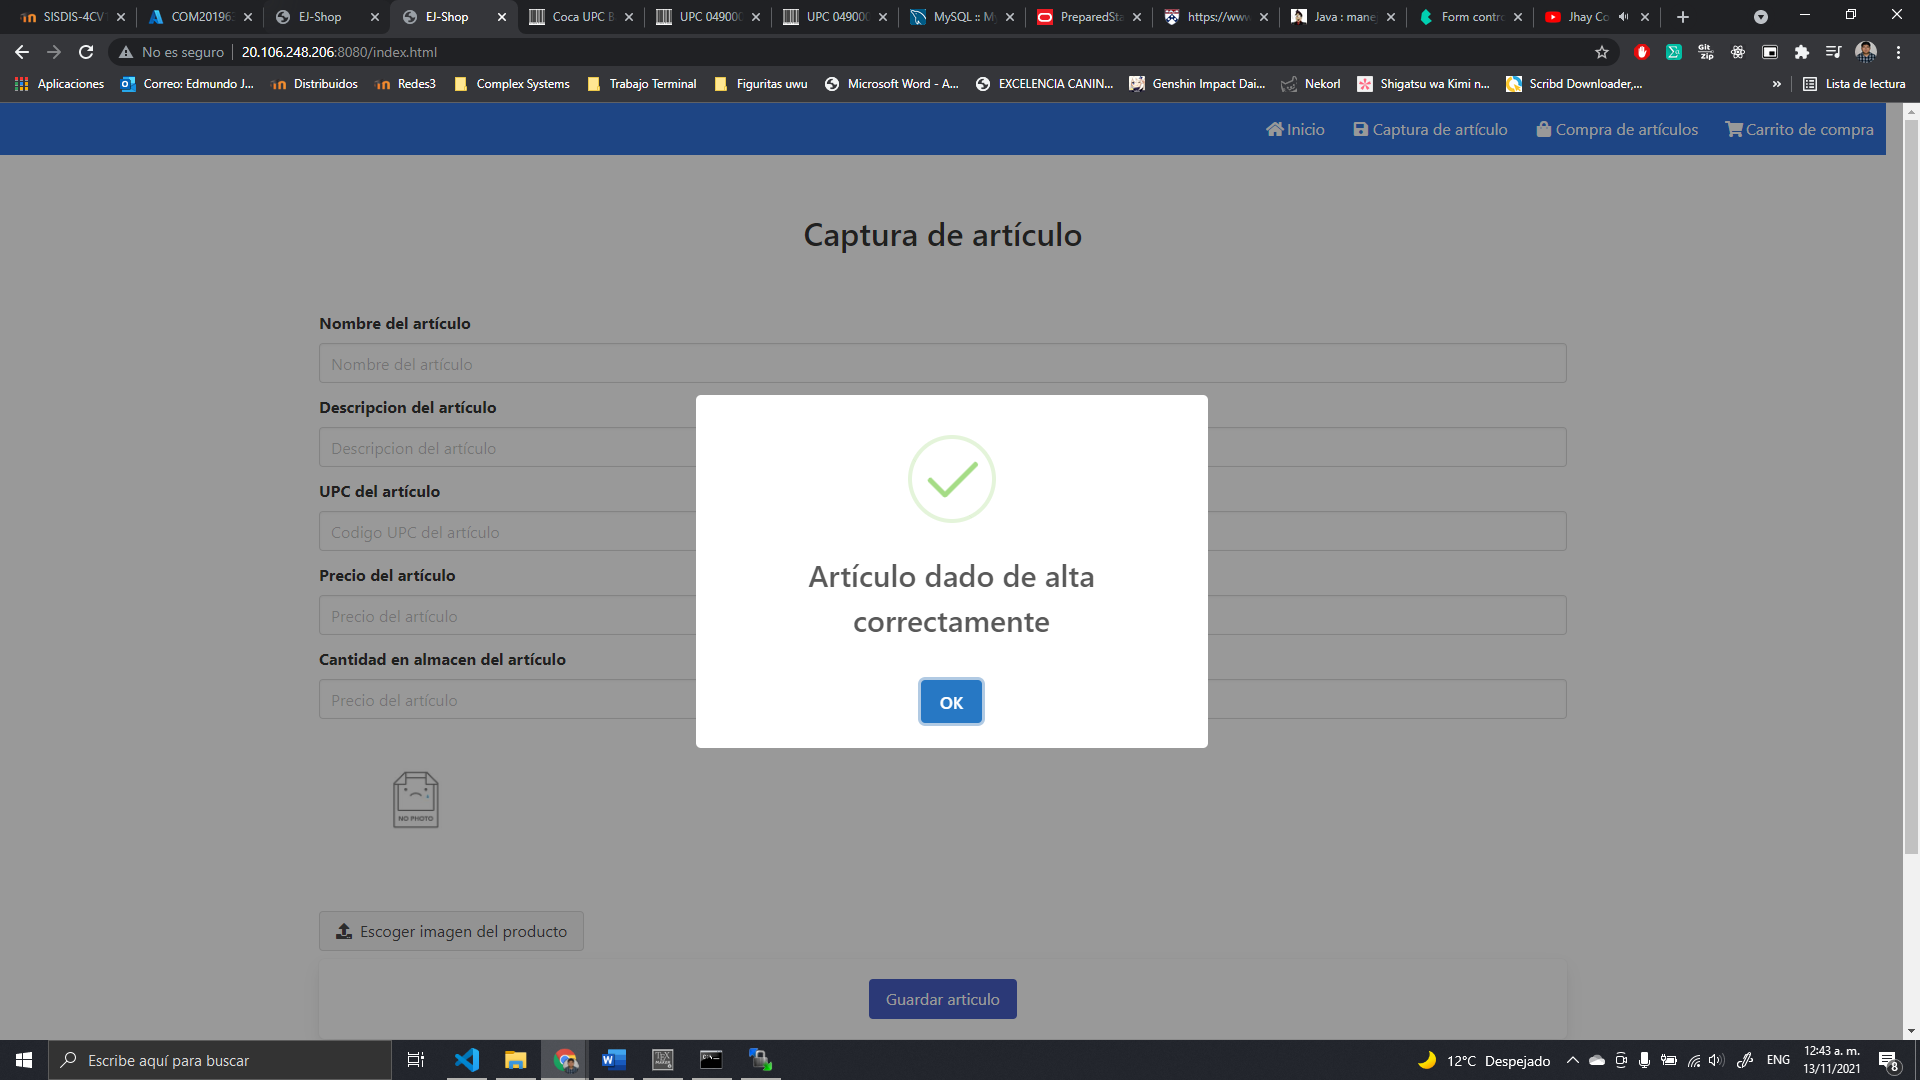 SISDIS-4CV
COM20196
EJ-Shop
EJ-Shop
Coca UPC B
UPC 04900
UPC 04900
MySQL :: M
PreparedSta
https://www
Java : mane
Form contro
Jhay Co
No es seguro
20.106.248.206:8080/index.html
Aplicaciones
Correo: Edmundo J...
Distribuidos
Redes3
Complex Systems
Trabajo Terminal
Figuritas uwu
Microsoft Word - A...
EXCELENCIA CANIN...
Genshin Impact Dai...
Nekorl
Shigatsu wa Kimi n...
Scribd Downloader,...
»
Lista de lectura
Inicio
Captura de artículo
Compra de artículos
Carrito de compra
Captura de artículo
Nombre del artículo
Nombre del artículo
Descripcion del artículo
Descripcion del artículo
UPC del artículo
Codigo UPC del artículo
Precio del artículo
Precio del artículo
Cantidad en almacen del artículo
Precio del artículo
Artículo dado de alta
correctamente
OK
NO PHOTO
Escoger imagen del producto
Guardar articulo
Escribe aquí para buscar
12°C Despejado
ENG
12:43 a. m.
13/11/2021
8